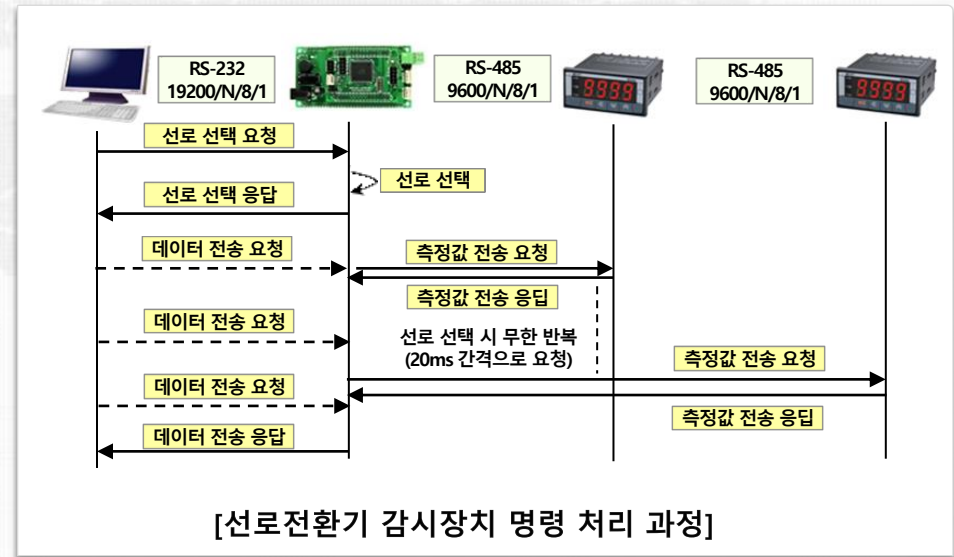 RS-232
19200/N/8/1
RS-485
9600/N/8/1
RS-485
9600/N/8/1
9999
9999
선로 선택 요청
선로 선택
선로 선택 응답
데이터 전송 요청
측정값 전송 요청
측정값 전송 응딥
데이터 전송 요청
선로 선택 시 무한 반복
(20ms 간격으로 요청)
측정값 전송 요청
데이터 전송 요청
측정값 전송 응딥
데이터 전송 응답
[선로전환기 감시장치 명령 처리 과정]